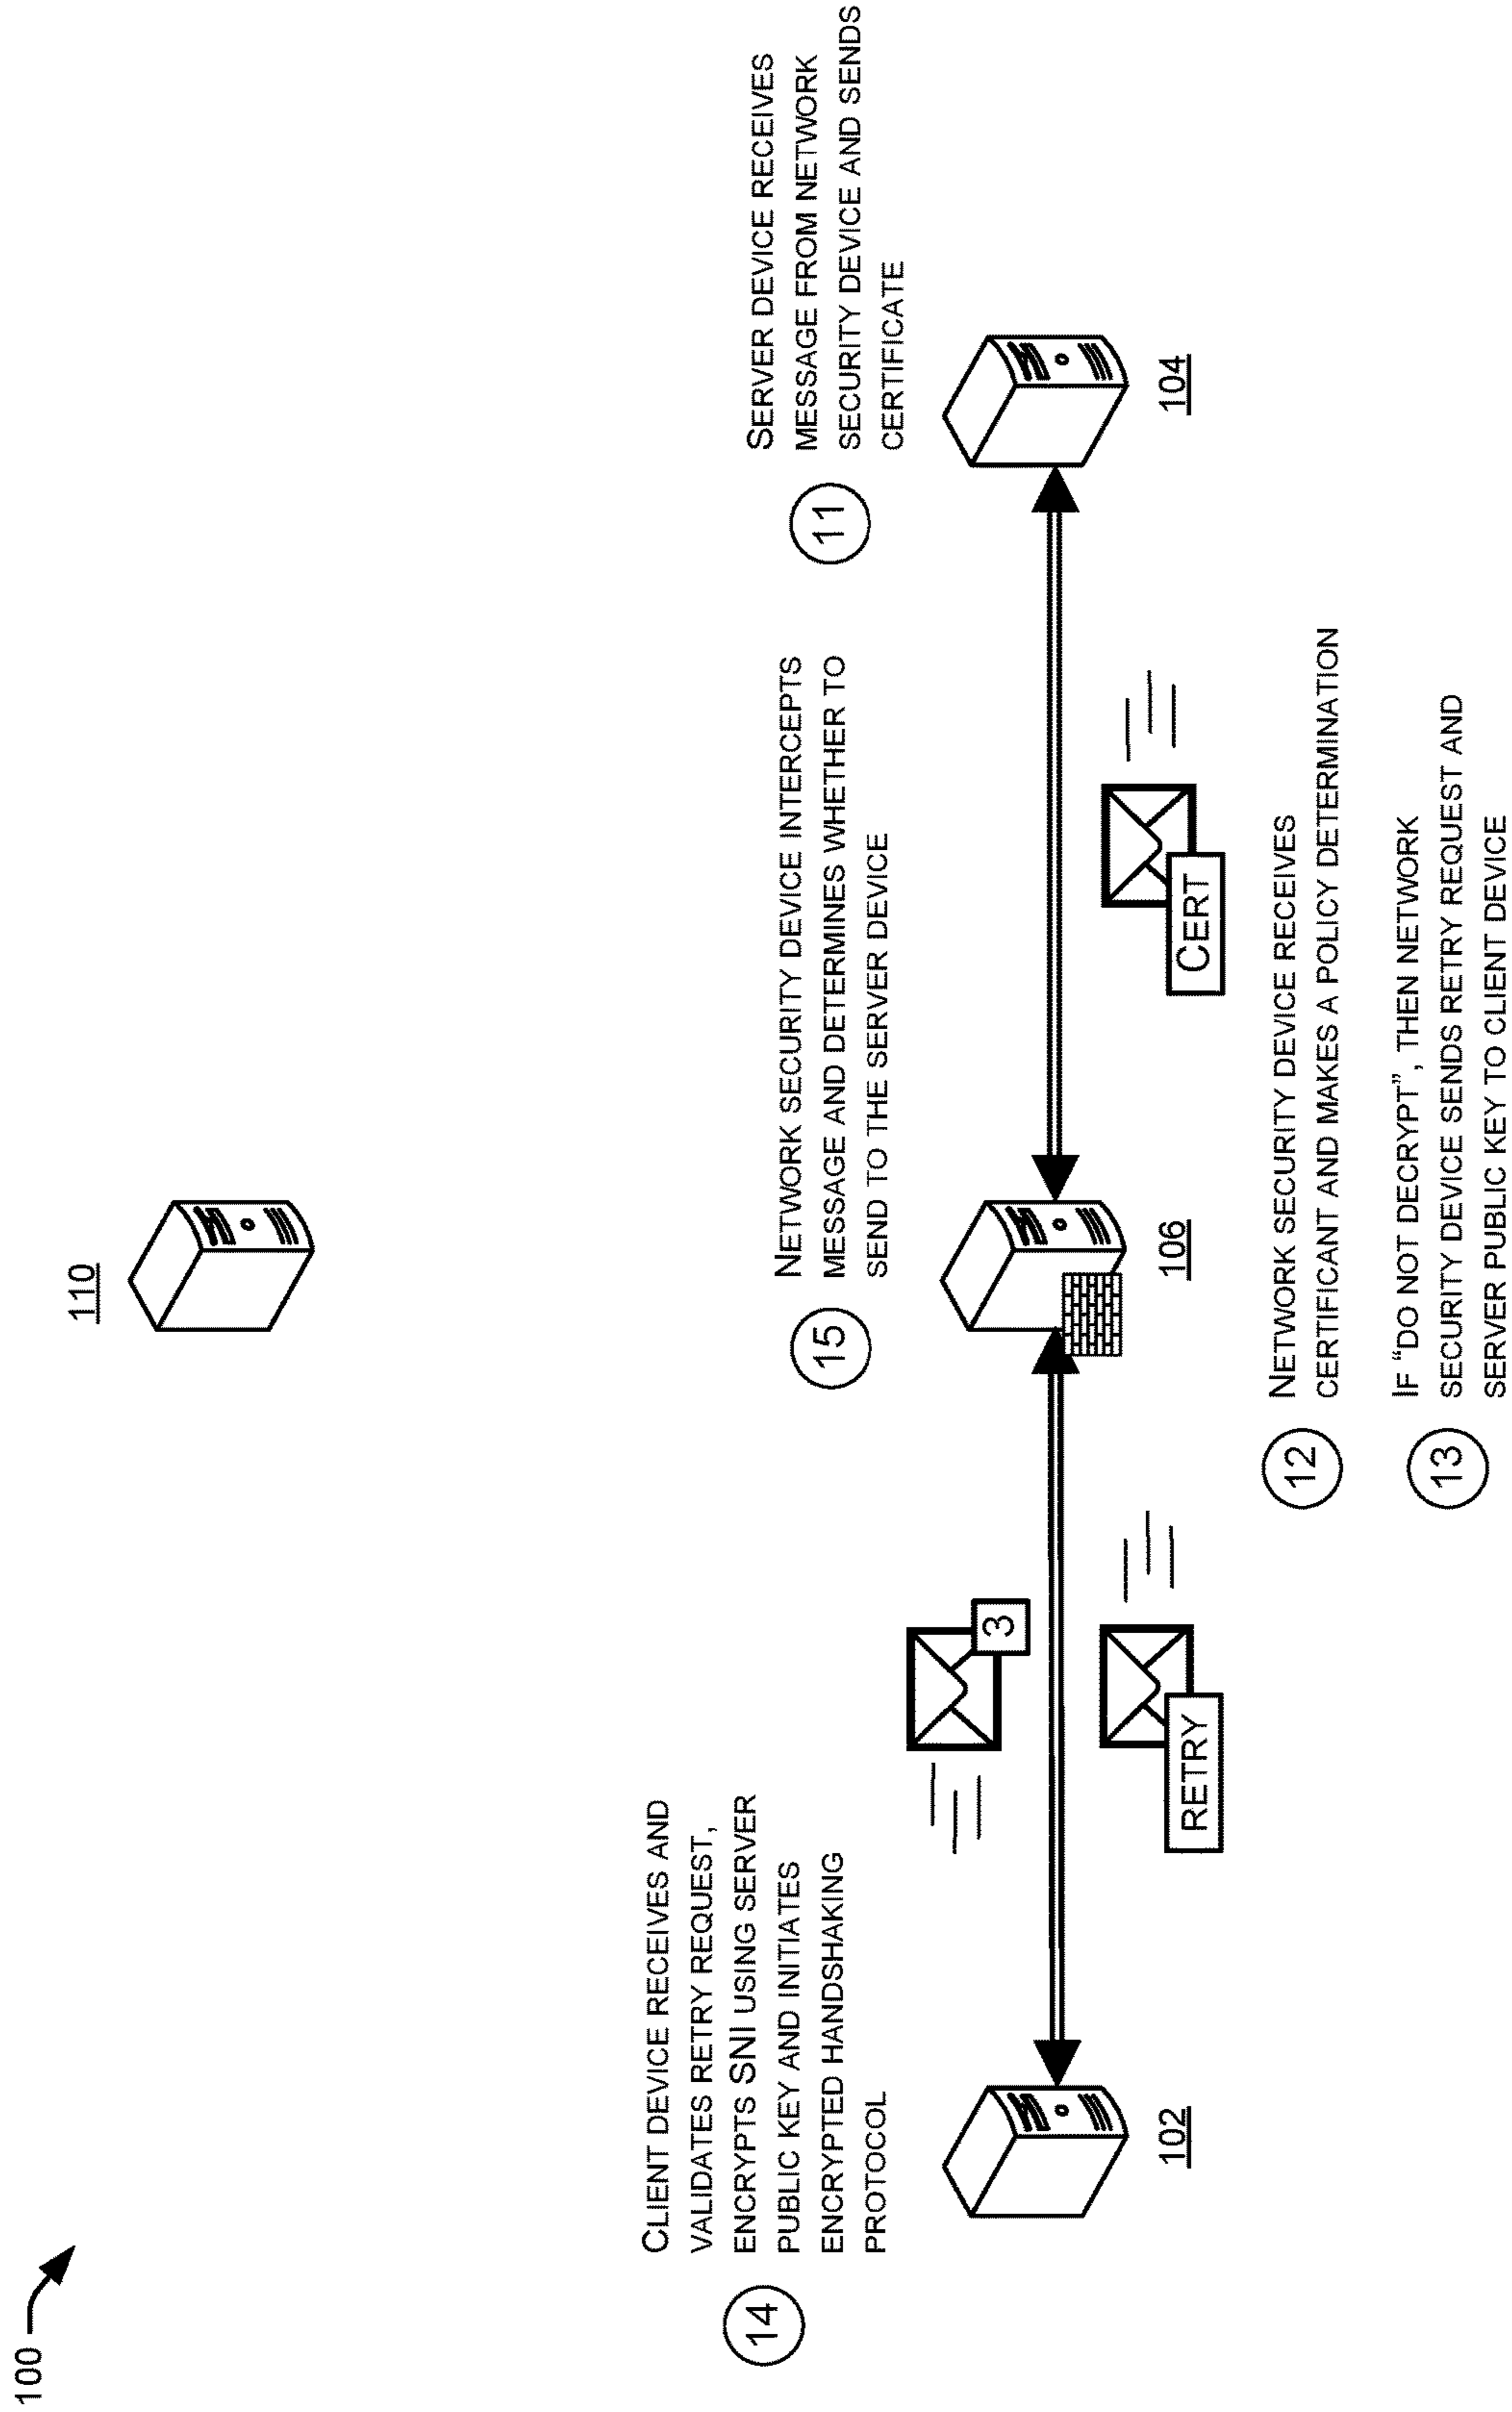 100
110
14
CLIENT DEVICE RECEIVES AND
VALIDATES RETRY REQUEST,
ENCRYPTS SNI USING SERVER
PUBLIC KEY AND INITIATES
ENCRYPTED HANDSHAKING
PROTOCOL
15
NETWORK SECURITY DEVICE INTERCEPTS
MESSAGE AND DETERMINES WHETHER TO
SEND TO THE SERVER DEVICE
11
SERVER DEVICE RECEIVES
MESSAGE FROM NETWORK
SECURITY DEVICE AND SENDS
CERTIFICATE
3
RETRY
CERT
102
106
104
12
NETWORK SECURITY DEVICE RECEIVES
CERTIFICANT AND MAKES A POLICY DETERMINATION
13
IF “DO NOT DECRYPT”, THEN NETWORK
SECURITY DEVICE SENDS RETRY REQUEST AND
SERVER PUBLIC KEY TO CLIENT DEVICE